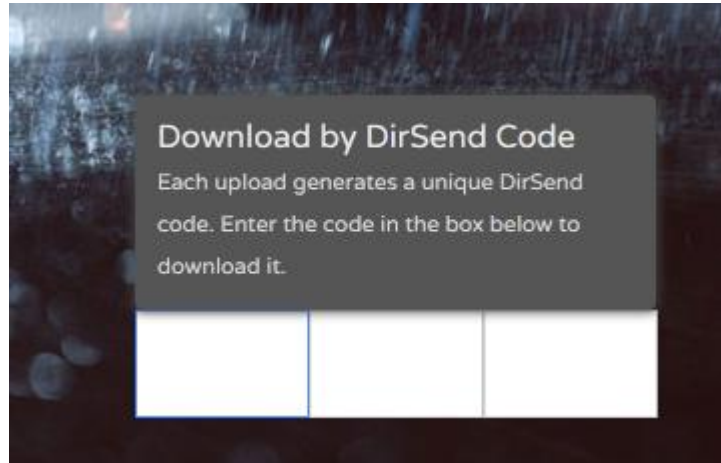 Download by DirSend Code
Each upload generates a unique DirSend
code. Enter the code in the box below to
download it.